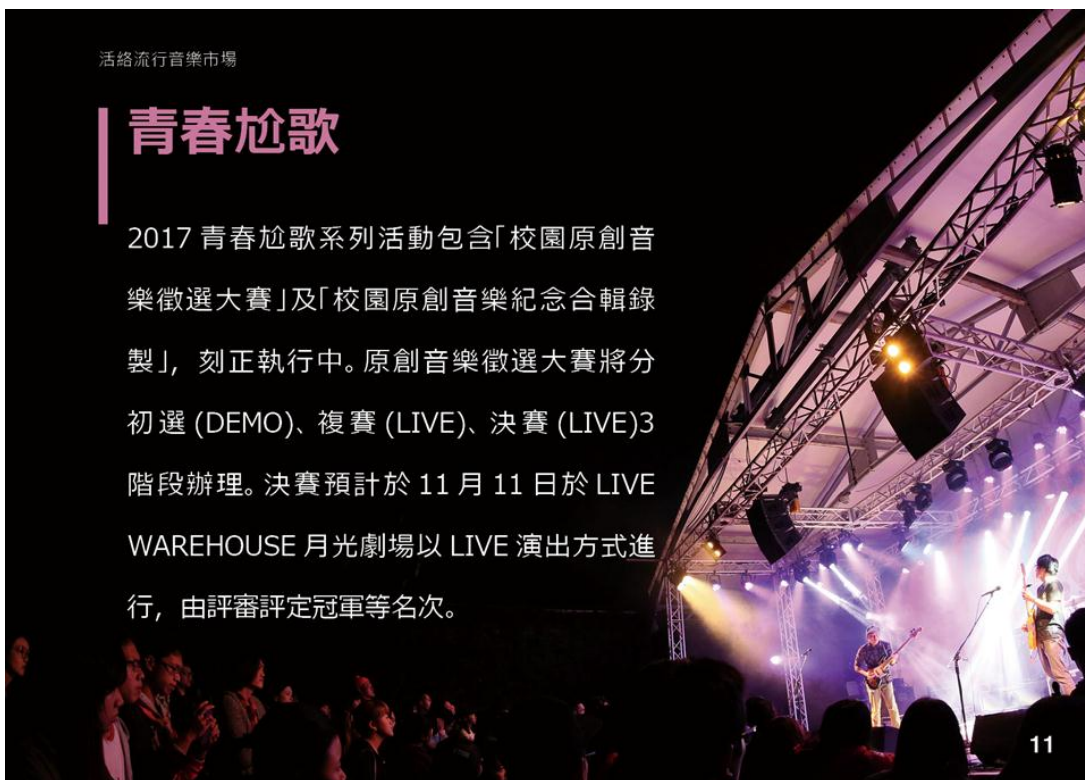 活絡流行音樂市場
青春尬歌
2017 青春尬歌系列活動包含「校園原創音
樂徵選大賽」及「校園原創音樂紀念合輯錄
製」, 刻正執行中。原創音樂徵選大賽將分
初選 (DEMO)、複賽 (LIVE)、決賽 (LIVE)3
階段辦理。決賽預計於 11 月 11 日於 LIVE
WAREHOUSE 月光劇場以 LIVE 演出方式進
行, 由評審評定冠軍等名次。
11